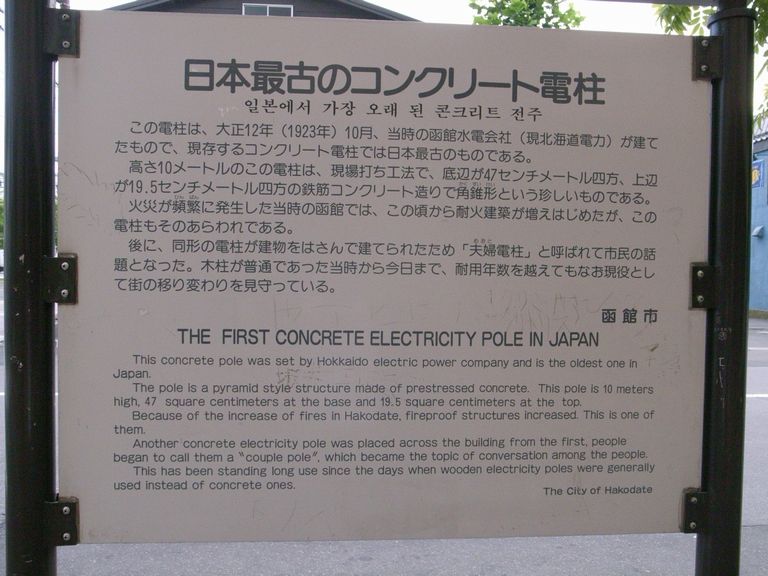 日本最古のコンクリート電柱
일본에서 가장 오래 된 콘크리트 전주
この電柱は、大正12年（1923年）10月、当時の函館水電会社（現北海道電力）が建て
たもので、現存するコンクリート電柱では日本最古のものである。
高さ10メートルのこの電柱は、現場打ち工法で、底辺が47センチメートル四方、上辺
が19.5センチメートル四方の鉄筋コンクリート造りで角錐形という珍しいものである。
火災が頻繁に発生した当時の函館では、この頃から耐火建築が増えはじめたが、この
電柱もそのあらわれである。
後に、同形の電柱が建物をはさんで建てられたため「夫婦電柱」と呼ばれて市民の話
題となった。木柱が普通であった当時から今日まで、耐用年数を越えてもなお現役とし
て街の移り変わりを見守っている。
函館市
THE FIRST CONCRETE ELECTRICITY POLE IN JAPAN
This concrete pole was set by Hokkaido electric power company and is the oldest one in
Japan.
The pole is a pyramid style structure made of prestressed concrete. This pole is 10 meters
high, 47 square centimeters at the base and 19.5 square centimeters at the top.
Because of the increase of fires in Hakodate, fireproof structures increased. This is one of
them.
Another concrete electricity pole was placed across the building from the first, people
began to call them a "couple pole", which became the topic of conversation among the people.
This has been standing long use since the days when wooden electricity poles were generally
used instead of concrete ones.
The City of Hakodate